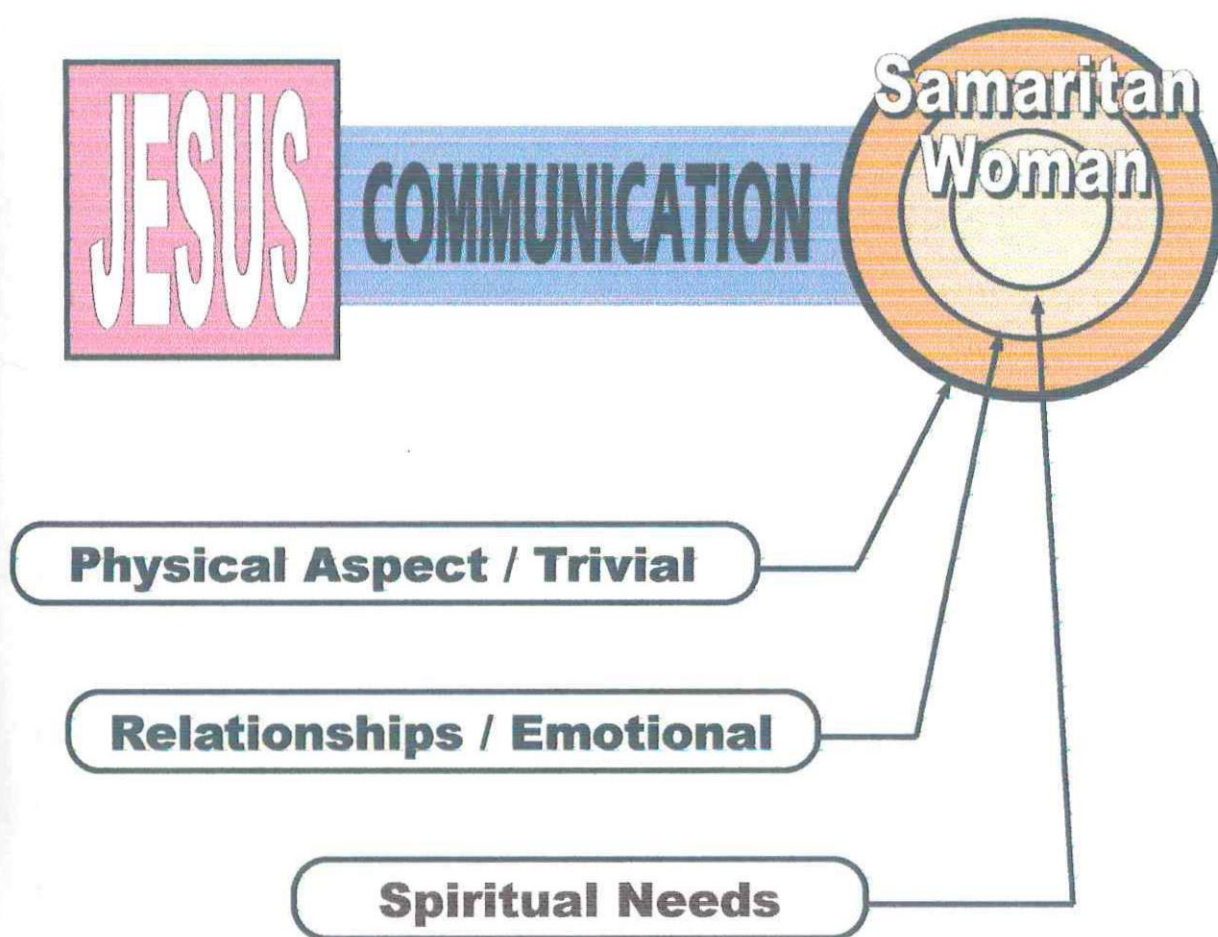 JESUS
COMMUNICATION
Samaritan
Woman
Physical Aspect / Trivial
Relationships / Emotional
Spiritual Needs